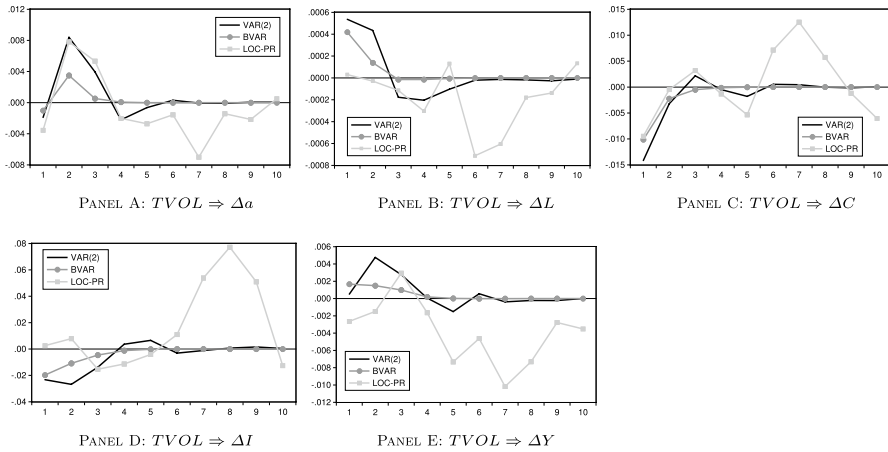 .012
.008
.004
.000
-.004
-.008
1 2 3 4 5 6 7 8 9 10
VAR(2)
BVAR
LOC-PR
PANEL A: TVOL ⇒ Δa
.0006
.0004
.0002
.0000
-.0002
-.0004
-.0006
-.0008
1 2 3 4 5 6 7 8 9 10
VAR(2)
BVAR
LOC-PR
PANEL B: TVOL ⇒ ΔL
.015
.010
.005
.000
-.005
-.010
-.015
1 2 3 4 5 6 7 8 9 10
VAR(2)
BVAR
LOC-PR
PANEL C: TVOL ⇒ ΔC
.08
.06
.04
.02
.00
-.02
-.04
1 2 3 4 5 6 7 8 9 10
VAR(2)
BVAR
LOC-PR
PANEL D: TVOL ⇒ ΔI
.006
.004
.002
.000
-.002
-.004
-.006
-.008
-.010
-.012
1 2 3 4 5 6 7 8 9 10
VAR(2)
BVAR
LOC-PR
PANEL E: TVOL ⇒ ΔY